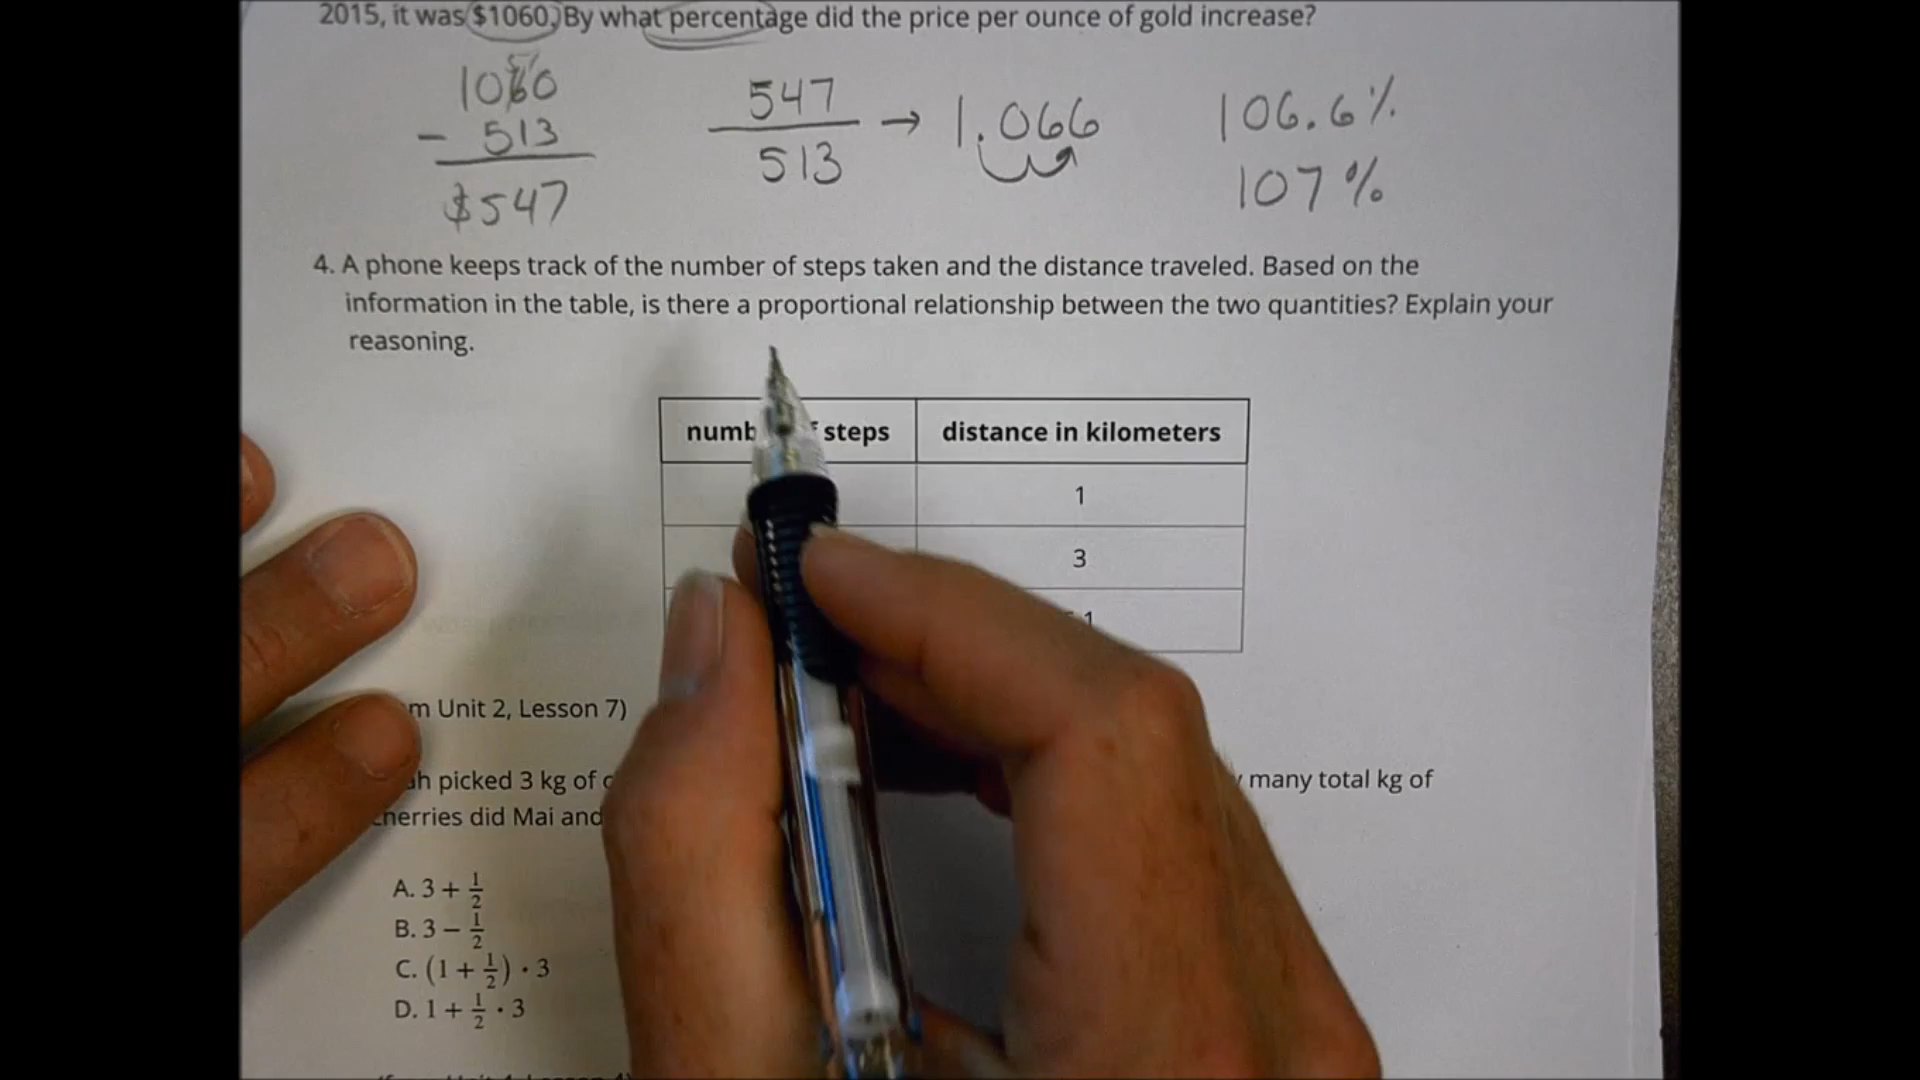 2015, it was $1060. By what percentage did the price per ounce of gold increase?
1060
- 513
$547
547
513
→ 1.066
106.6%
107%
4. A phone keeps track of the number of steps taken and the distance traveled. Based on the
information in the table, is there a proportional relationship between the two quantities? Explain your
reasoning.
steps distance in kilometers
1
3
Unit 2, Lesson 7)
picked 3 kg of many total kg of
did Mai and
A. 3 + 1/2
B. 3 − 1/2
C. (1 + 1/2) · 3
D. 1 + 1/2 · 3